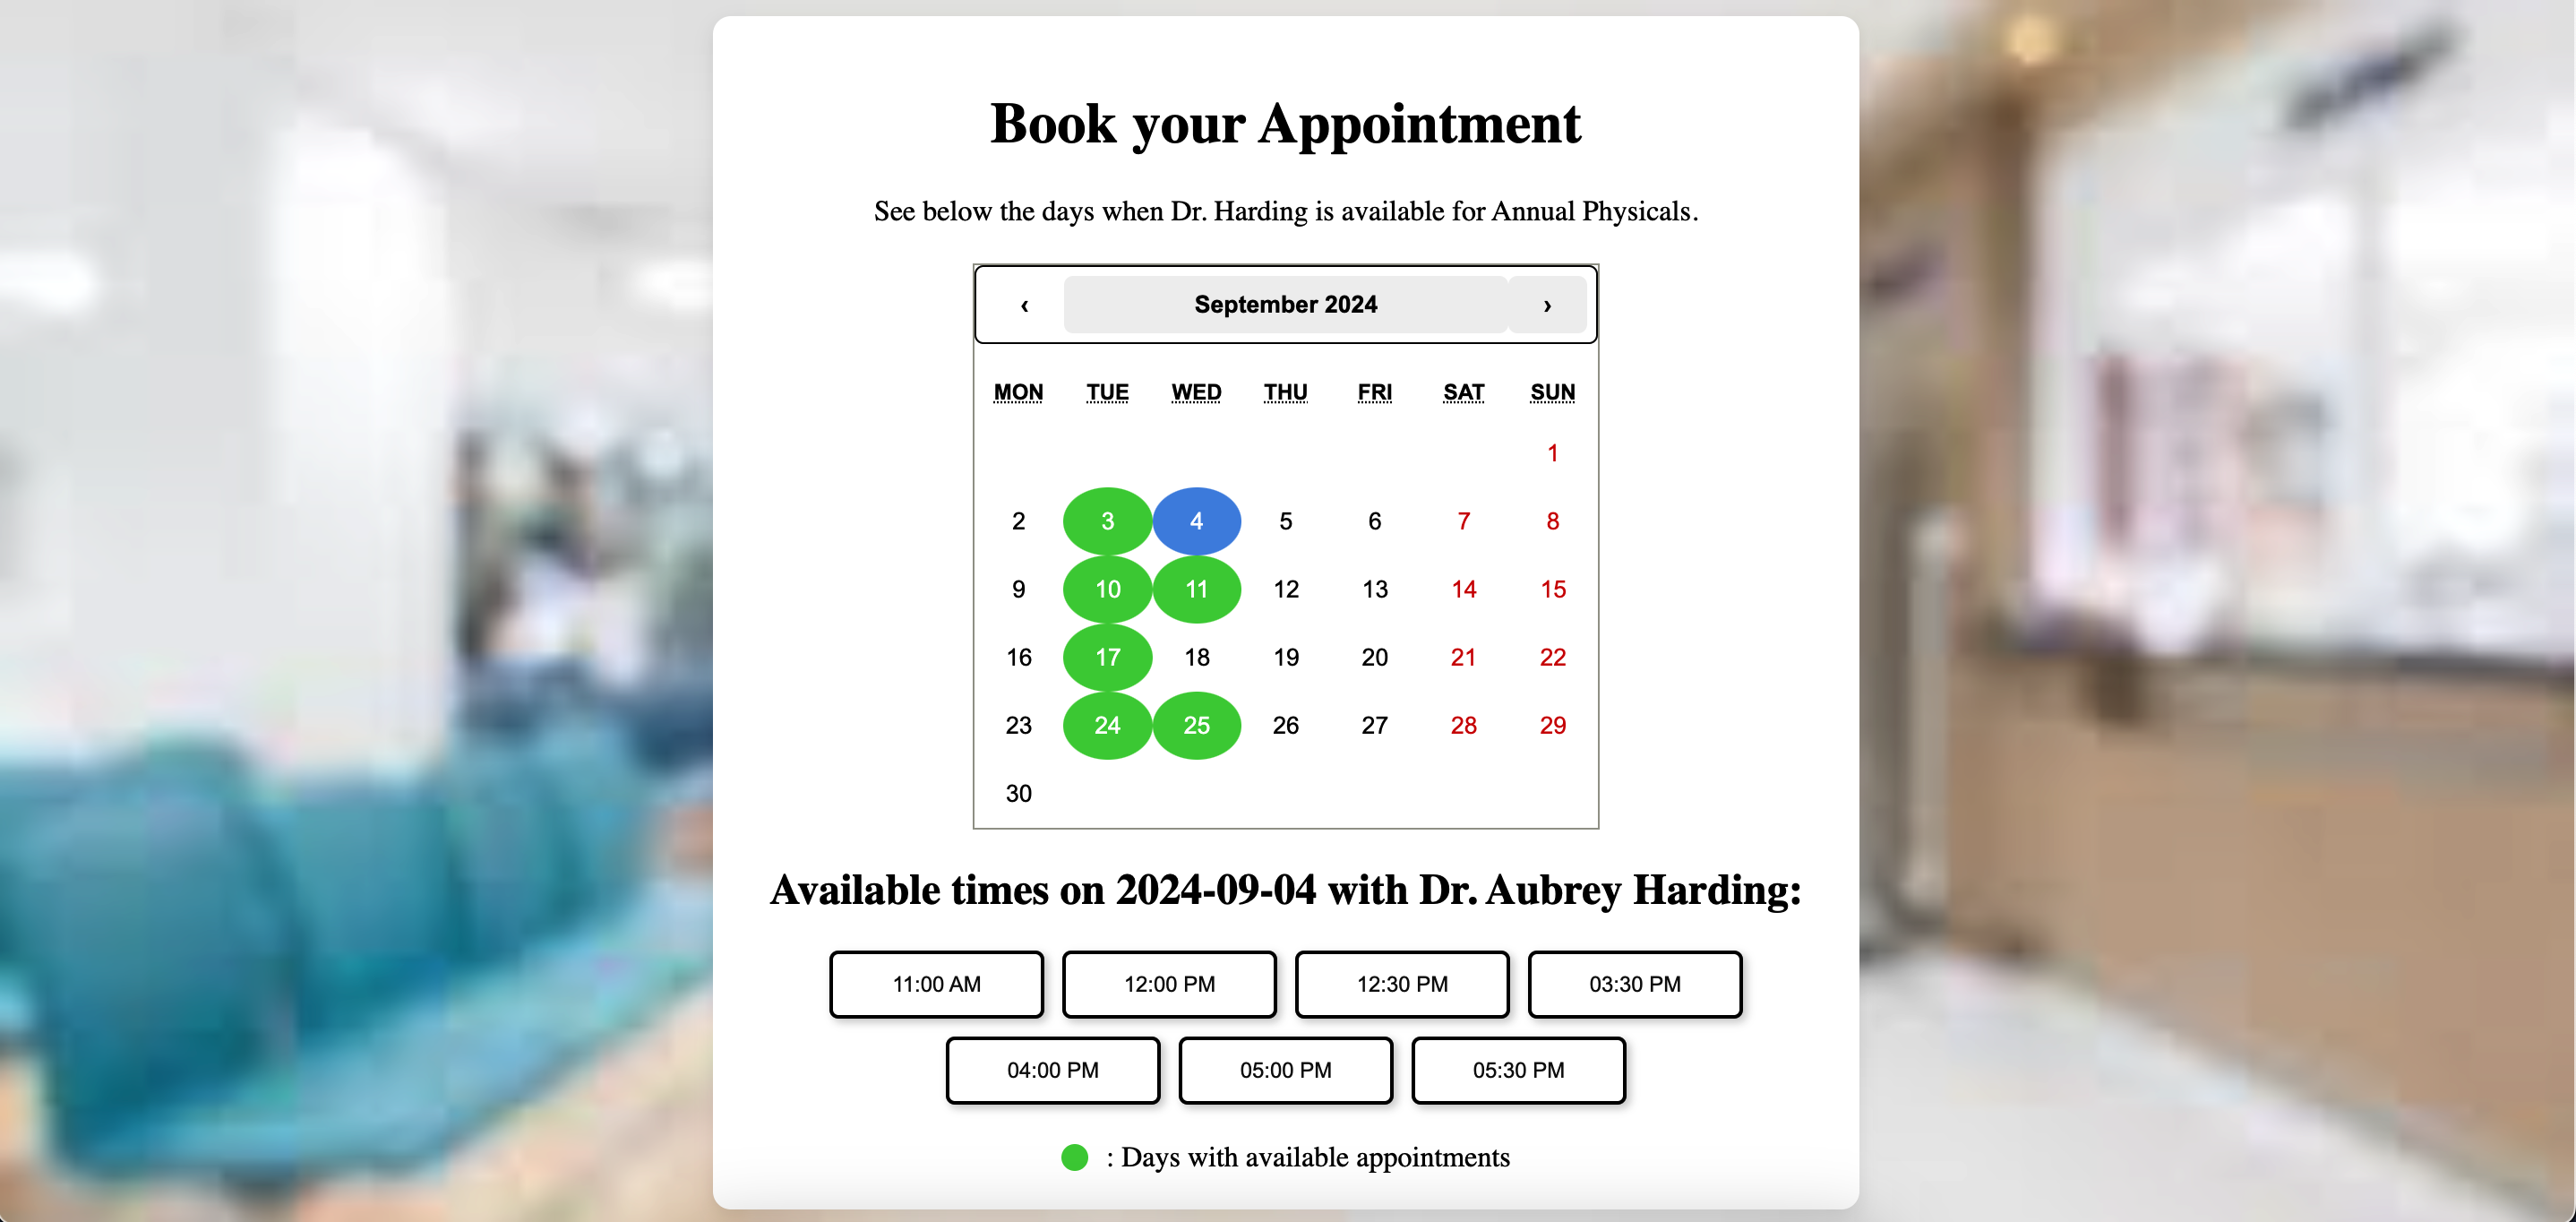 Book your Appointment
See below the days when Dr. Harding is available for Annual Physicals.
‹ September 2024 ›
MON TUE WED THU FRI SAT SUN
1
2 3 4 5 6 7 8
9 10 11 12 13 14 15
16 17 18 19 20 21 22
23 24 25 26 27 28 29
30
Available times on 2024-09-04 with Dr. Aubrey Harding:
11:00 AM 12:00 PM 12:30 PM 03:30 PM
04:00 PM 05:00 PM 05:30 PM
: Days with available appointments